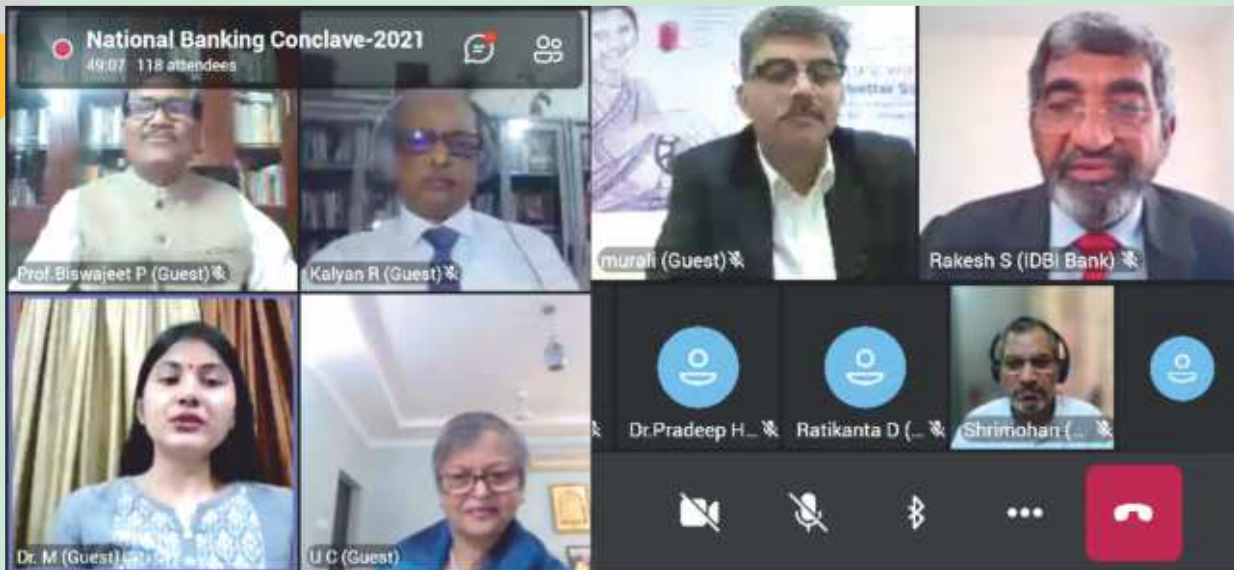 National Banking Conclave-2021
49:07 118 attendees
Prof.Biswajeet P (Guest)
Kalyan R (Guest)
murali (Guest)
Rakesh S (IDBI Bank)
Dr. M (Guest)
U C (Guest)
Dr.Pradeep H...
Ratikanta D (...
Shrimohan (...